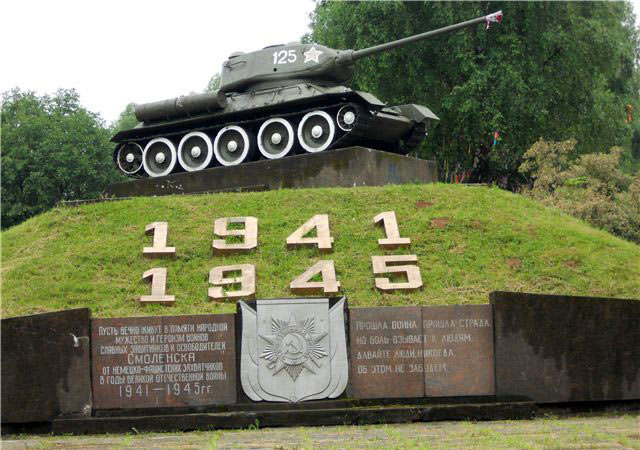 125
1941
1945
Пусть вечно живут в памяти народной
мужество и героизм воинов
славных защитников и освободителей
Смоленска
от немецко-фашистских захватчиков
в годы Великой Отечественной войны
1941-1945гг.
Прошла война, прошла страда,
но боль взывает к людям.
Давайте люди, никогда
об этом не забудем.